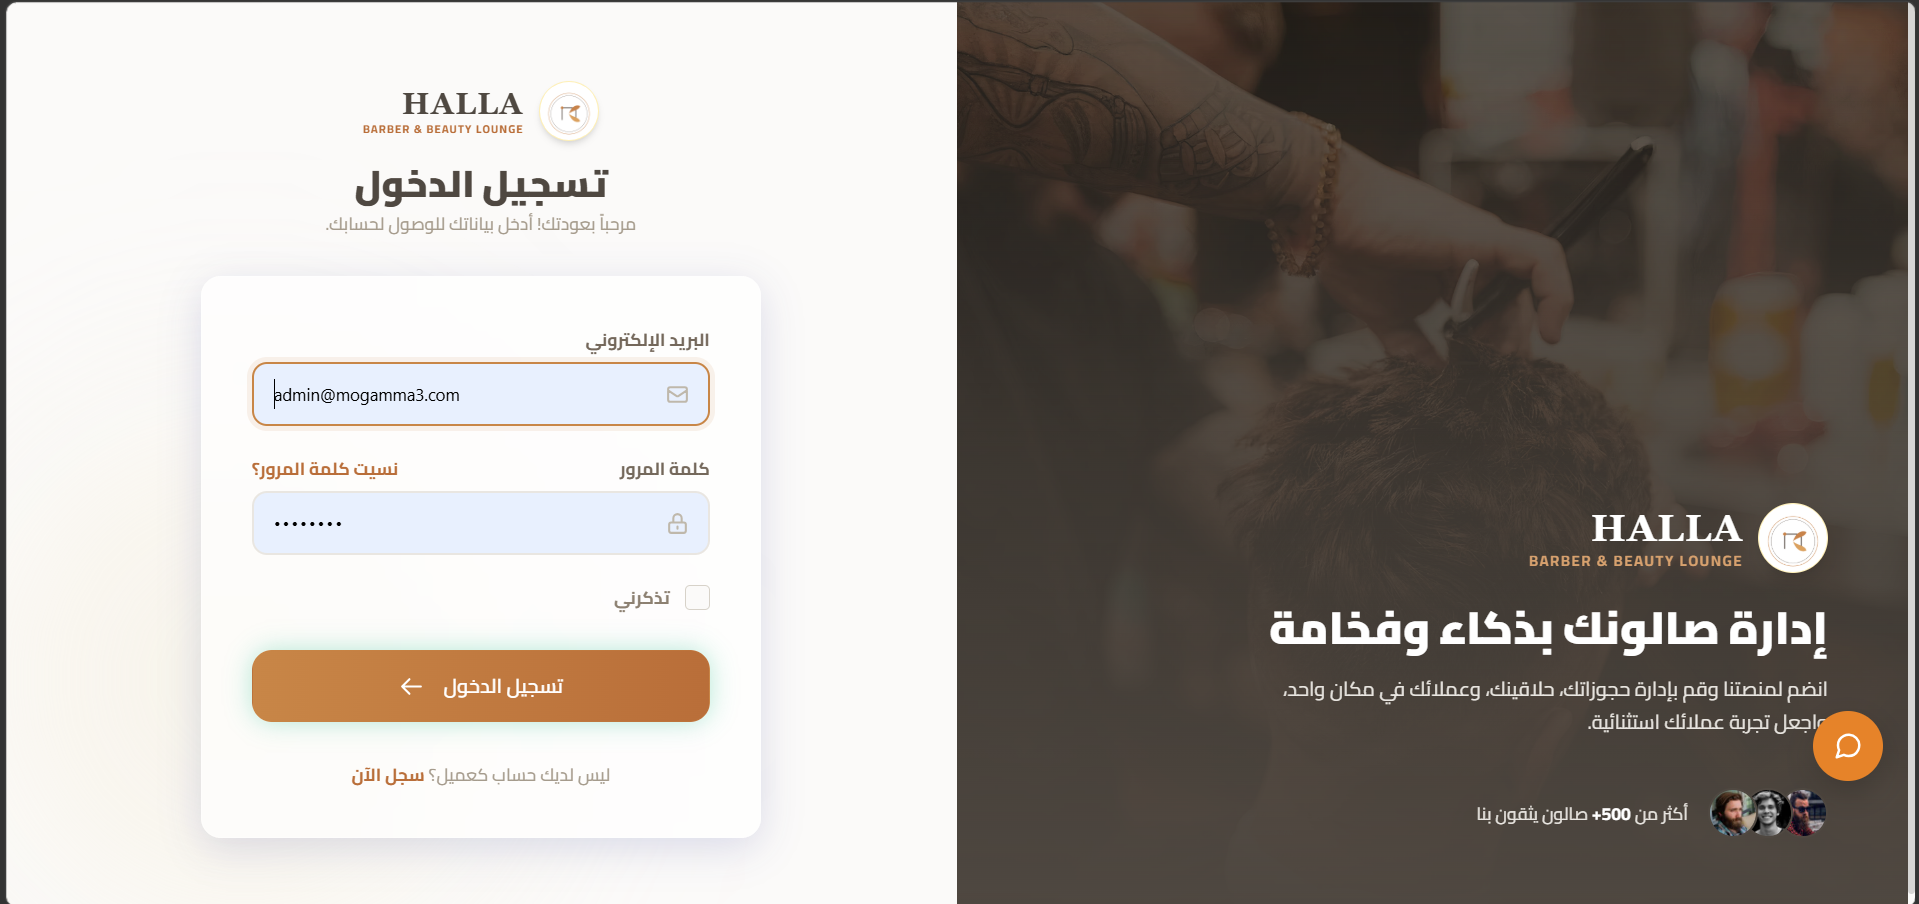 HALLA
BARBER & BEAUTY LOUNGE
إدارة صالونك بذكاء وفخامة
انضم لمنصتنا وقم بإدارة حجوزاتك، حلاقينك، وعملائك في مكان واحد،
واجعل تجربة عملائك استثنائية.
أكثر من 500+ صالون يثقون بنا
HALLA
BARBER & BEAUTY LOUNGE
تسجيل الدخول
مرحباً بعودتك! أدخل بياناتك للوصول لحسابك.
البريد الإلكتروني
admin@mogamma3.com
كلمة المرور
نسيت كلمة المرور؟
••••••••
تذكرني
تسجيل الدخول
ليس لديك حساب كعميل؟ سجل الآن